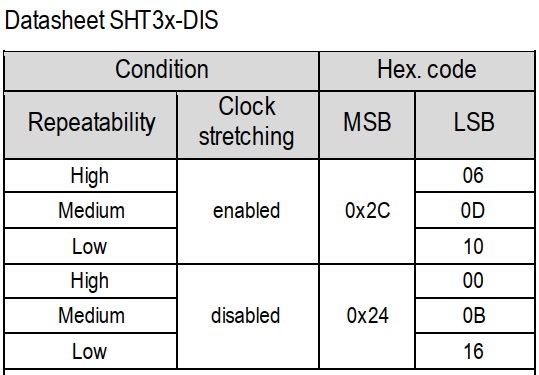 Datasheet SHT3x-DIS
Condition Hex. code
Repeatability Clock stretching MSB LSB
High 06
Medium enabled 0x2C 0D
Low 10
High 00
Medium disabled 0x24 0B
Low 16